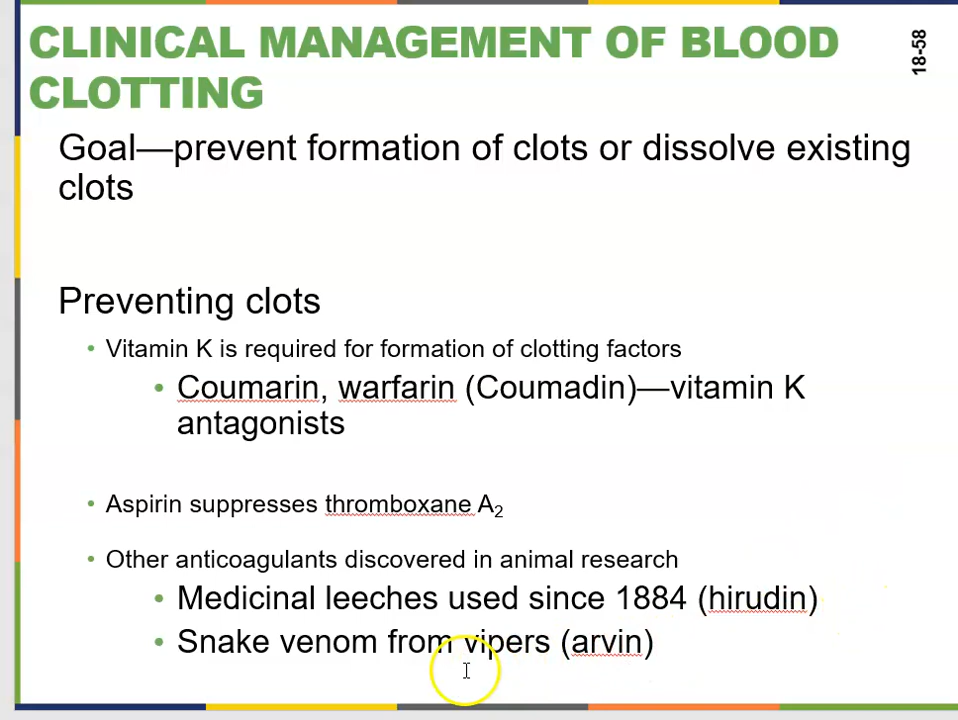 CLINICAL MANAGEMENT OF BLOOD
CLOTTING
18-58
Goal—prevent formation of clots or dissolve existing
clots
Preventing clots
• Vitamin K is required for formation of clotting factors
• Coumarin, warfarin (Coumadin)—vitamin K
antagonists
• Aspirin suppresses thromboxane A₂
• Other anticoagulants discovered in animal research
• Medicinal leeches used since 1884 (hirudin)
• Snake venom from vipers (arvin)